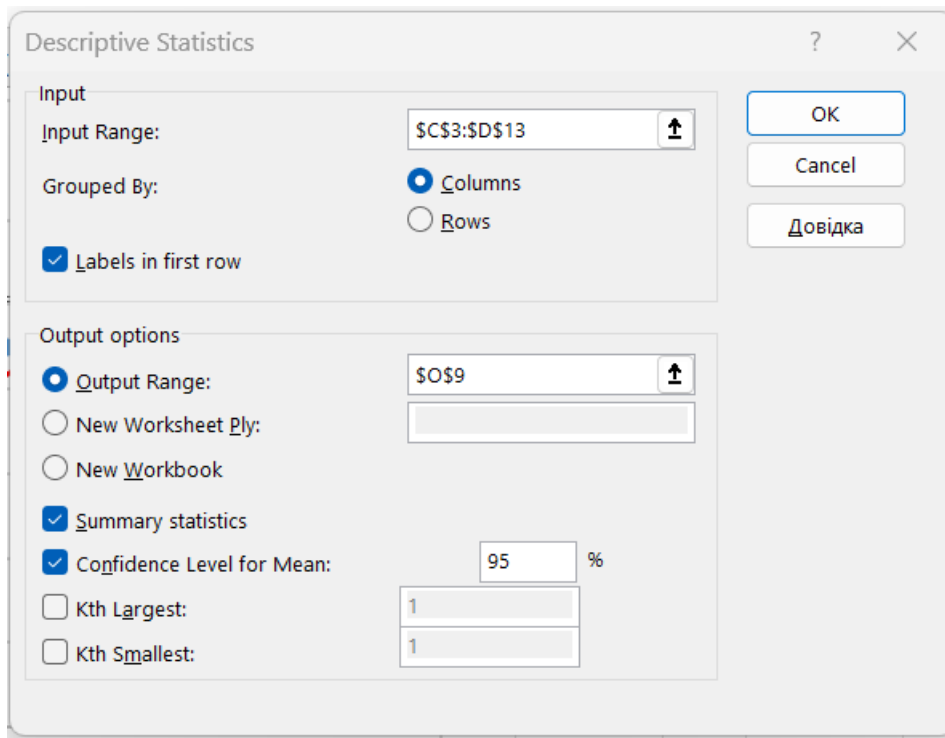 Descriptive Statistics ? ×
Input
Input Range: $C$3:$D$13
Grouped By: Columns
Rows
Labels in first row
OK
Cancel
Довідка
Output options
Output Range: $O$9
New Worksheet Ply:
New Workbook
Summary statistics
Confidence Level for Mean: 95 %
Kth Largest: 1
Kth Smallest: 1